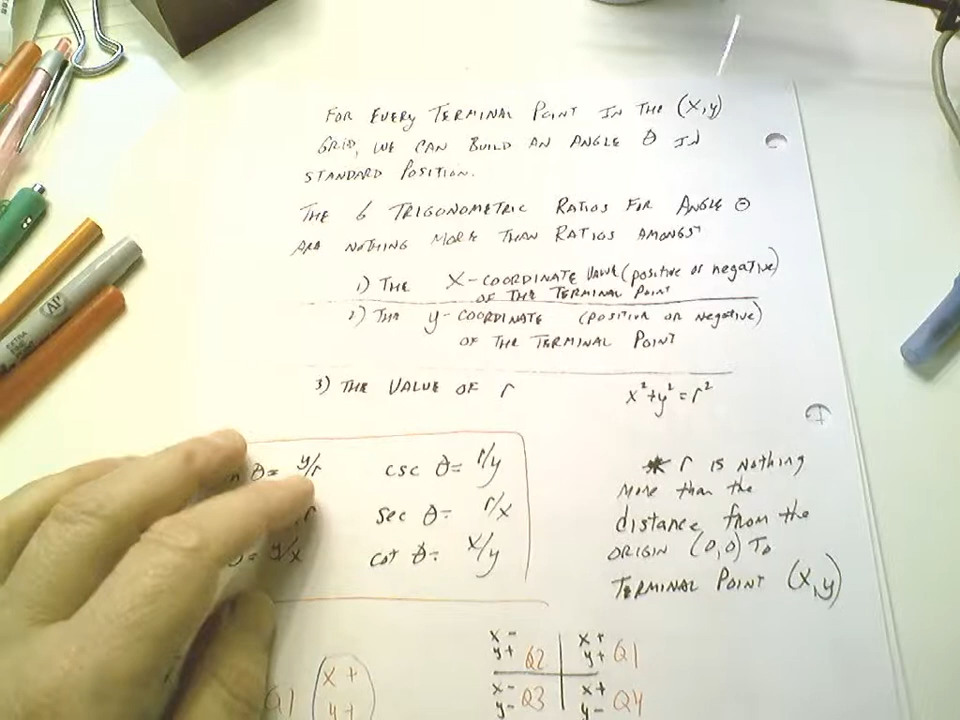 FOR EVERY TERMINAL POINT IN THE (X,y)
GRID, WE CAN BUILD AN ANGLE θ IN
STANDARD POSITION.
THE 6 TRIGONOMETRIC RATIOS FOR ANGLE θ
ARE NOTHING MORE THAN RATIOS AMONGST
1) THE X-COORDINATE VALUE (positive or negative)
OF THE TERMINAL POINT
2) THE y-COORDINATE (positive or negative)
OF THE TERMINAL POINT
3) THE VALUE OF r
x²+y²=r²
n θ= y/r csc θ= r/y
r sec θ= r/x
θ= y/x cot θ= x/y
* r IS NOTHING
More than the
distance from the
ORIGIN (0,0) TO
TERMINAL POINT (X,y)
x- x+
y+ Q2 y+ Q1
x- Q3 x+ Q4
y- y-
Q1 x+
y+